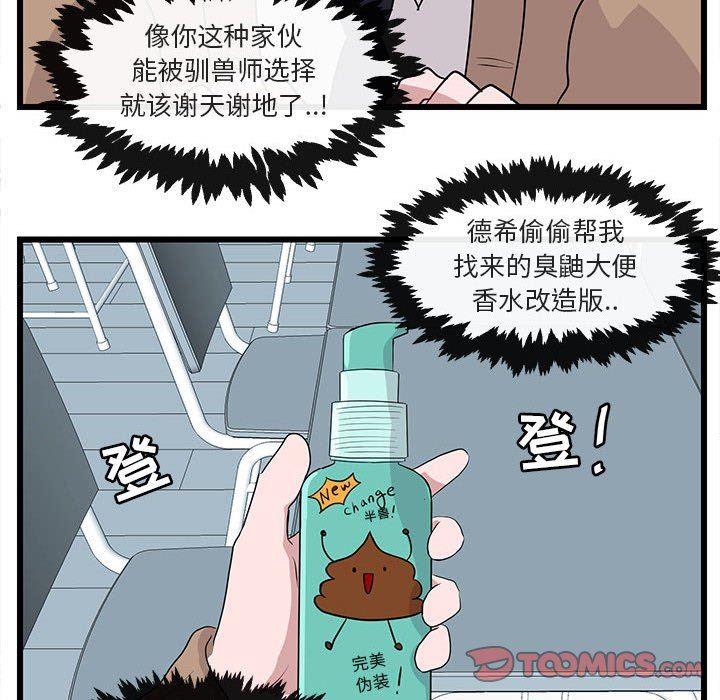 像你这种家伙
能被驯兽师选择
就该谢天谢地了..!
德希偷偷帮我
找来的臭鼬大便
香水改造版..
登
登!
New
change
半兽!
完美
伪装!
TOOMICS.com